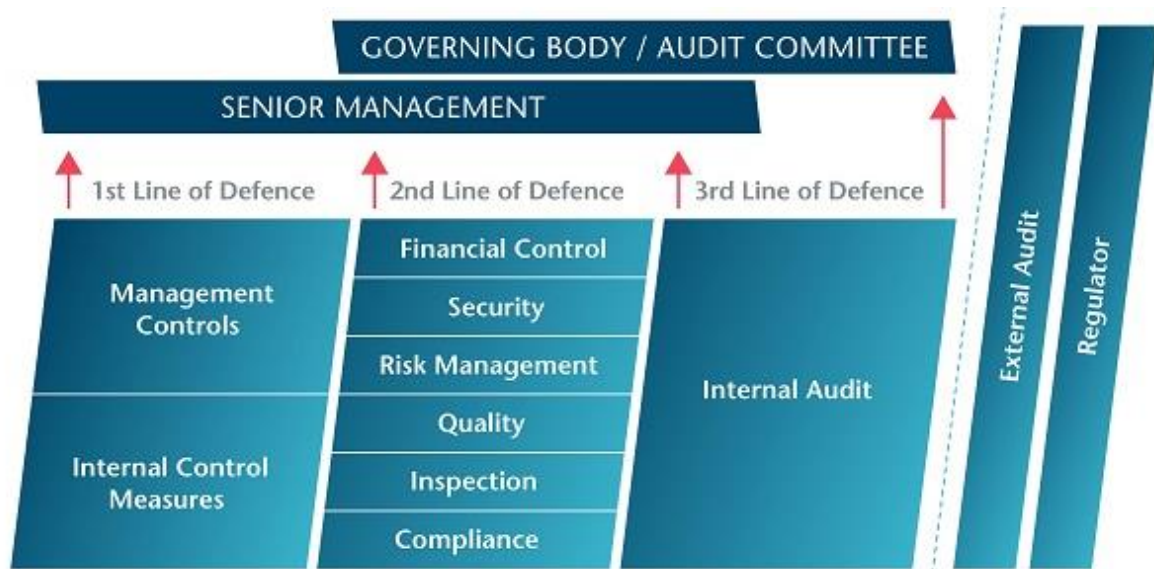 GOVERNING BODY / AUDIT COMMITTEE
SENIOR MANAGEMENT
1st Line of Defence
2nd Line of Defence
3rd Line of Defence
Management
Controls
Internal Control
Measures
Financial Control
Security
Risk Management
Quality
Inspection
Compliance
Internal Audit
External Audit
Regulator